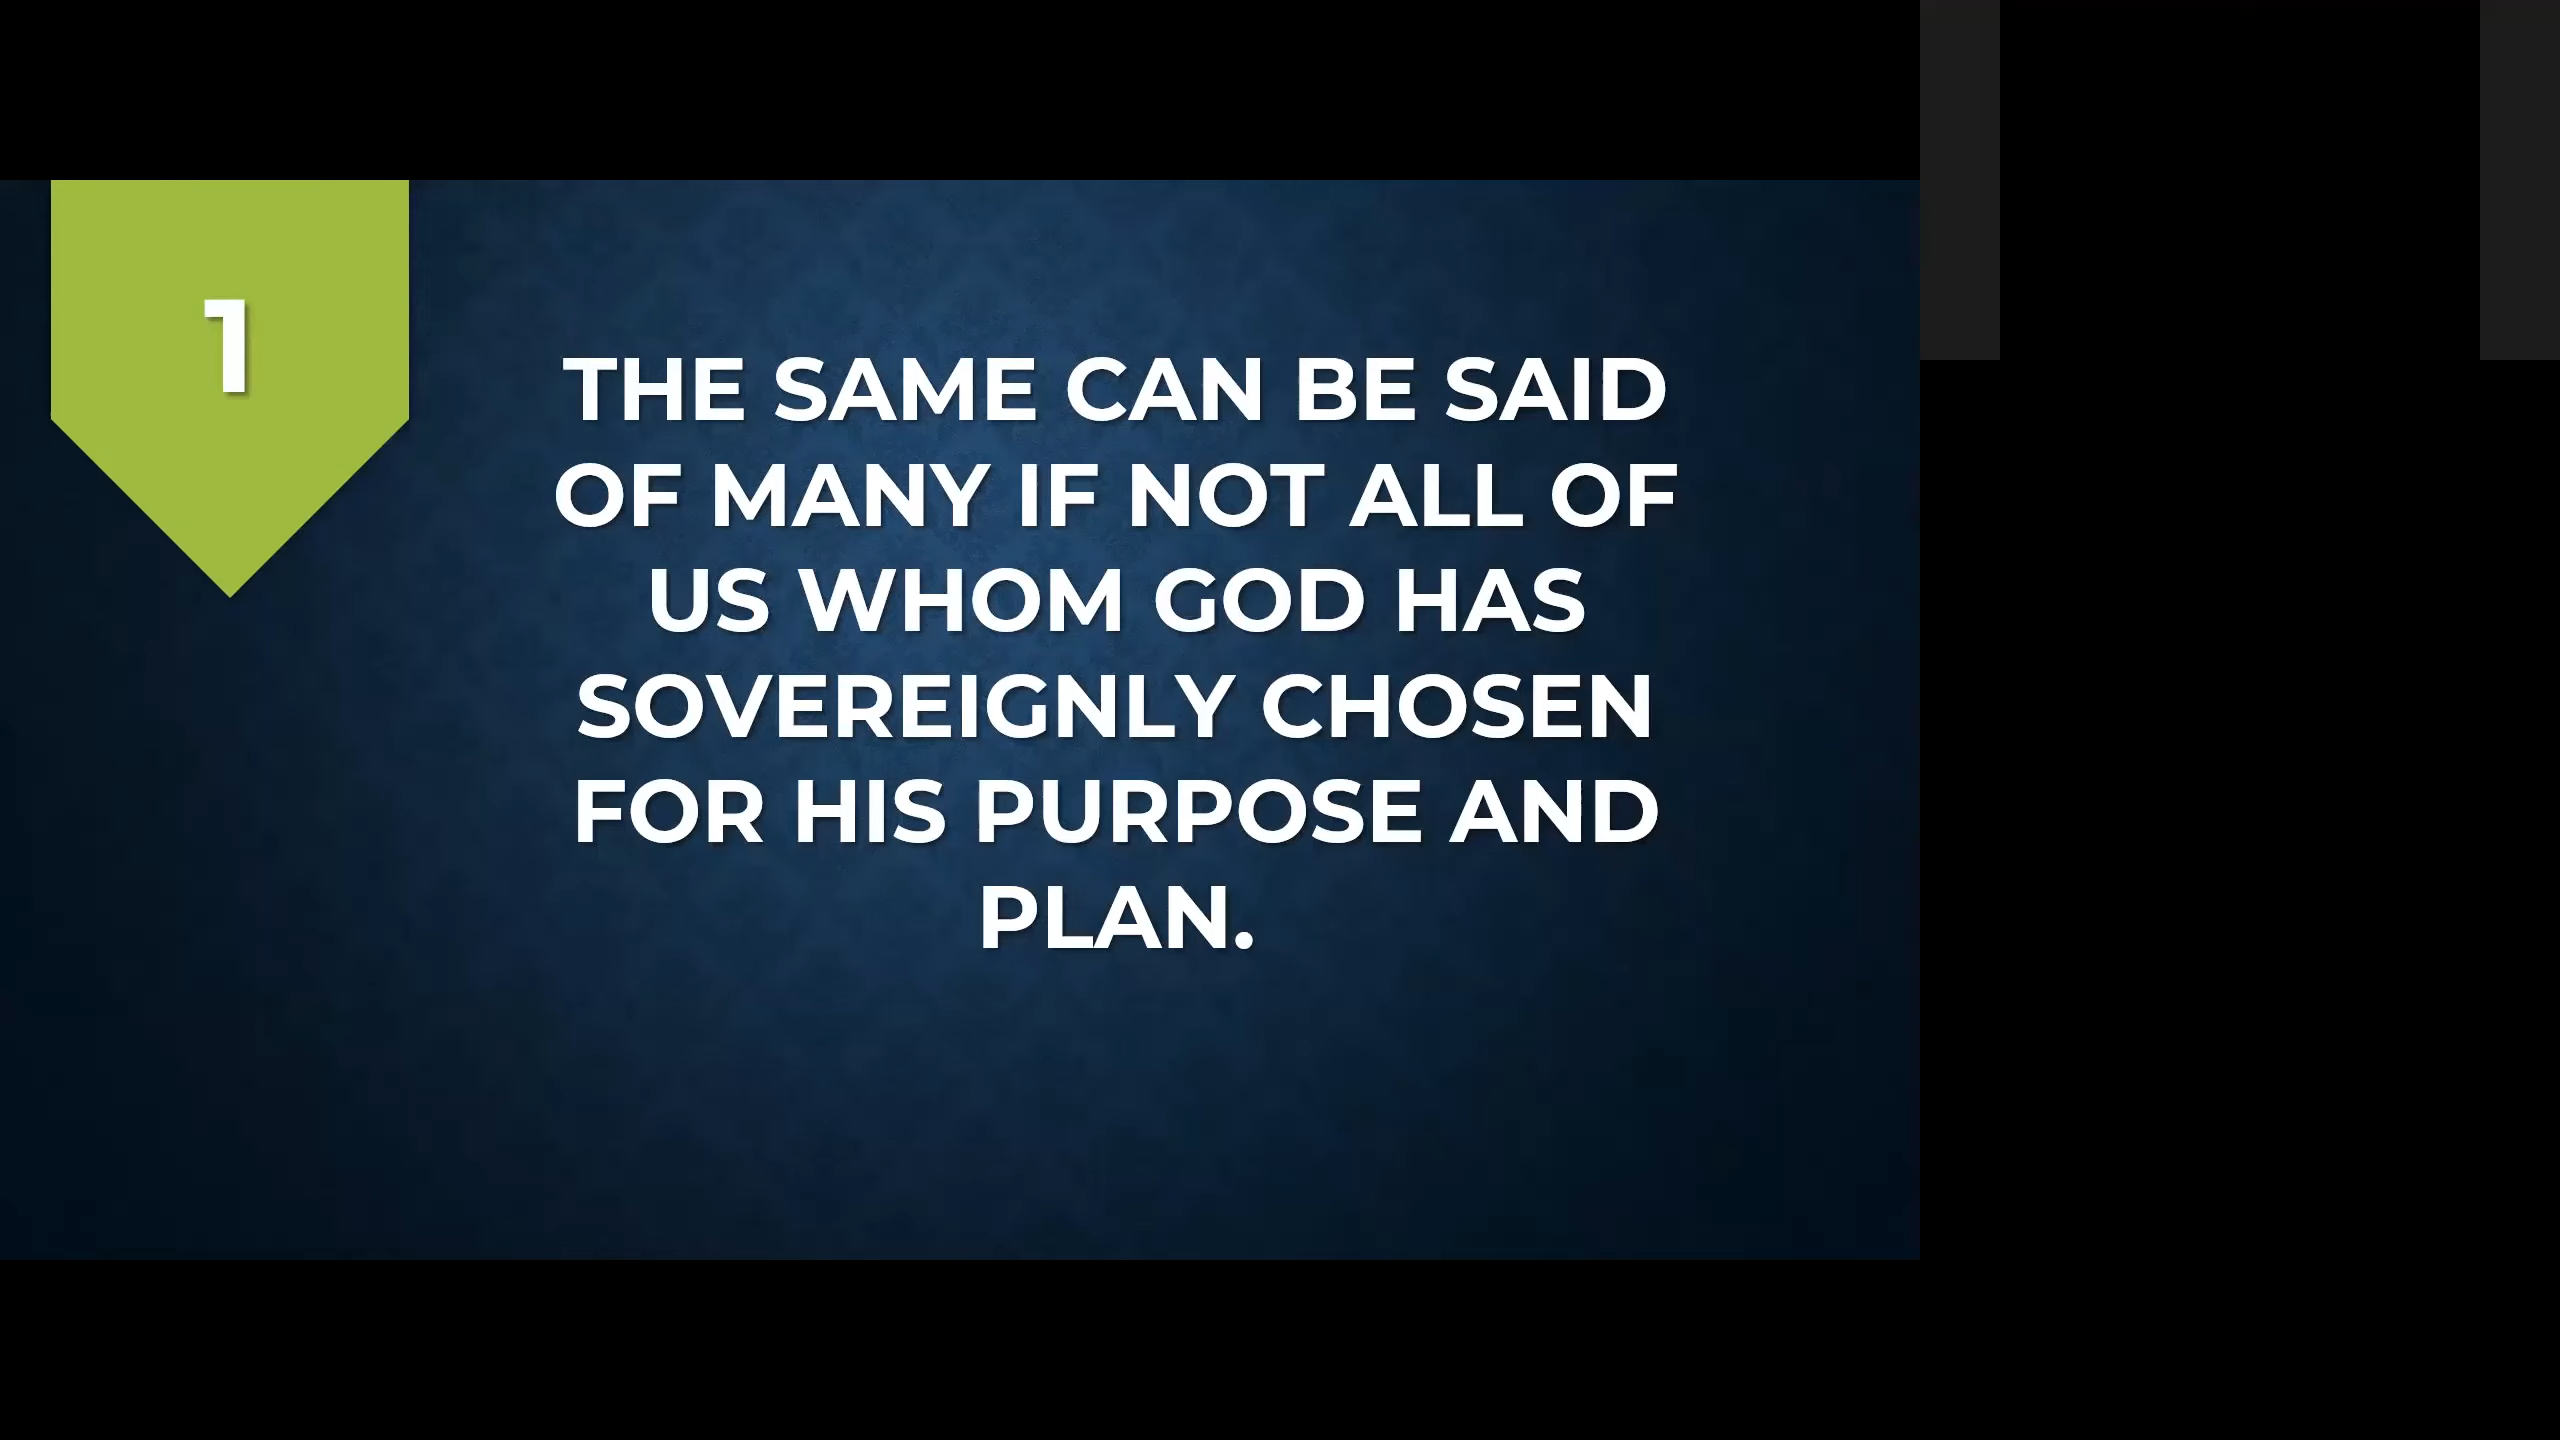 1
THE SAME CAN BE SAID
OF MANY IF NOT ALL OF
US WHOM GOD HAS
SOVEREIGNLY CHOSEN
FOR HIS PURPOSE AND
PLAN.